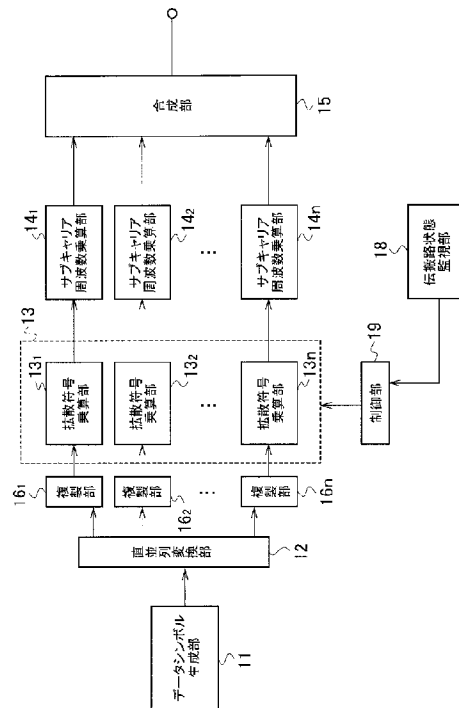 データシンボル
生成部
11
直並列変換部
12
複製部
16₁
複製部
16₂
⋮
複製部
16n
13
拡散符号
乗算部
13₁
拡散符号
乗算部
13₂
⋮
拡散符号
乗算部
13n
サブキャリア
周波数乗算部
14₁
サブキャリア
周波数乗算部
14₂
⋮
サブキャリア
周波数乗算部
14n
合成部
15
制御部
19
伝搬路状態
監視部
18